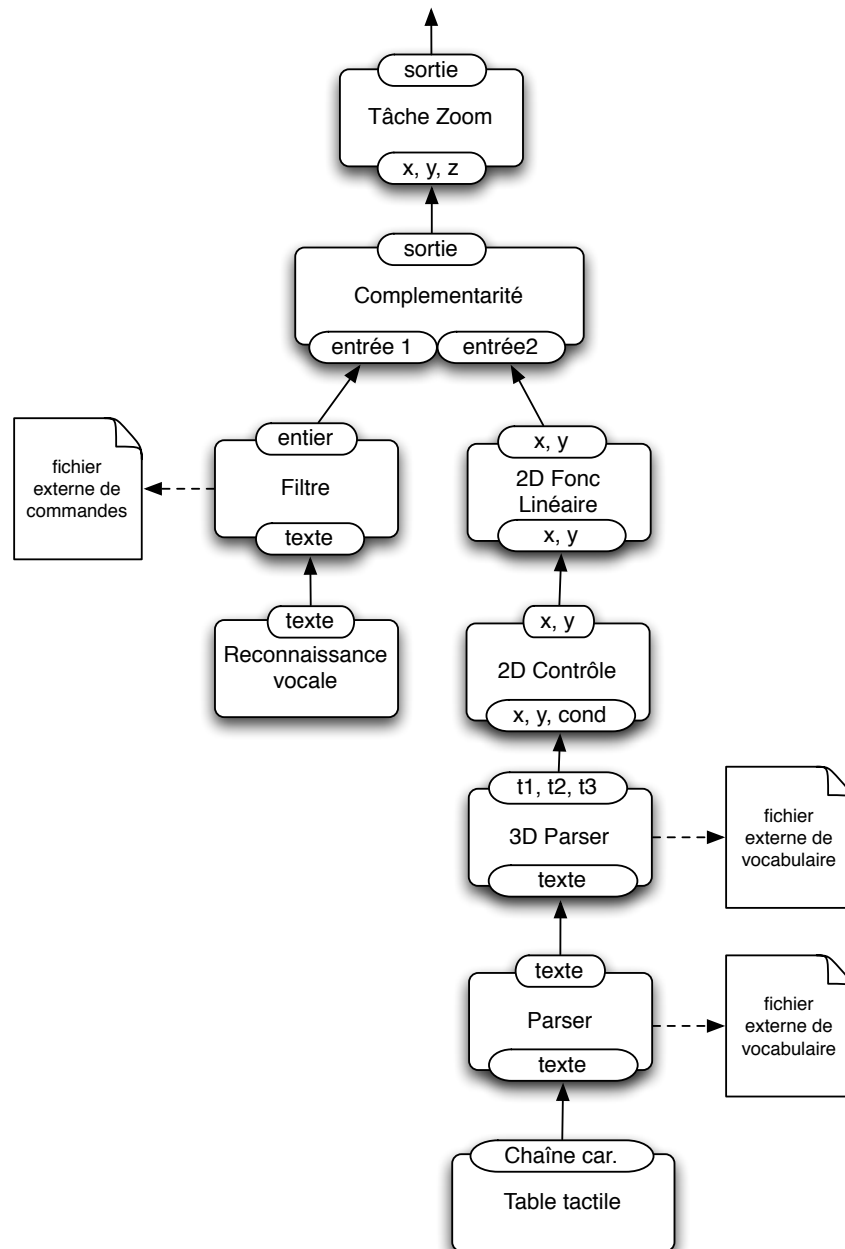 sortie
Tâche Zoom
x, y, z
sortie
Complementarité
entrée 1
entrée2
entier
Filtre
texte
fichier
externe de
commandes
texte
Reconnaissance
vocale
x, y
2D Fonc
Linéaire
x, y
x, y
2D Contrôle
x, y, cond
t1, t2, t3
3D Parser
texte
fichier
externe de
vocabulaire
texte
Parser
texte
fichier
externe de
vocabulaire
Chaîne car.
Table tactile